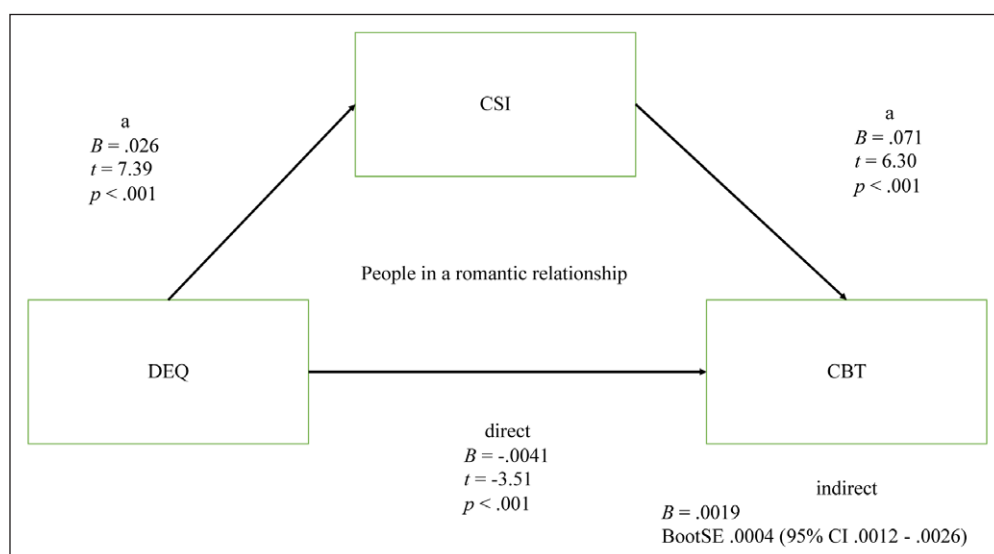 CSI
a
B = .026
t = 7.39
p < .001
a
B = .071
t = 6.30
p < .001
People in a romantic relationship
DEQ
CBT
direct
B = -.0041
t = -3.51
p < .001
indirect
B = .0019
BootSE .0004 (95% CI .0012 - .0026)